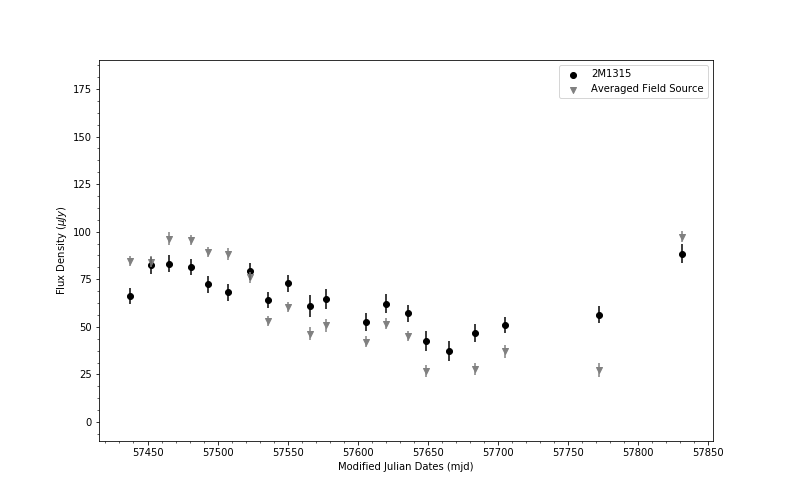 2M1315
Averaged Field Source
175
150
125
100
75
50
25
0
Flux Density (μJy)
57450 57500 57550 57600 57650 57700 57750 57800 57850
Modified Julian Dates (mjd)